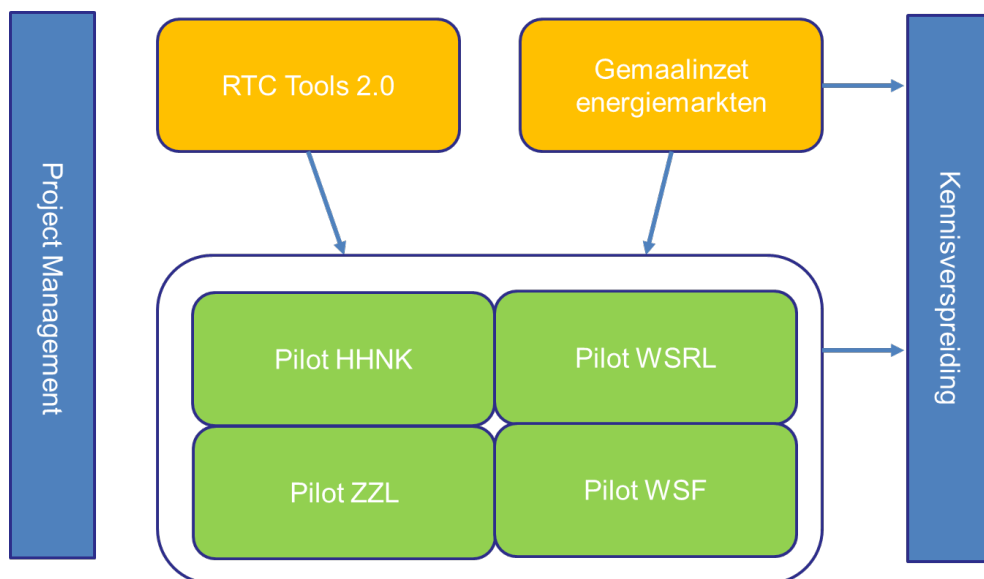 Project Management
RTC Tools 2.0
Gemaalinzet
energiemarkten
Pilot HHNK
Pilot WSRL
Pilot ZZL
Pilot WSF
Kennisverspreiding